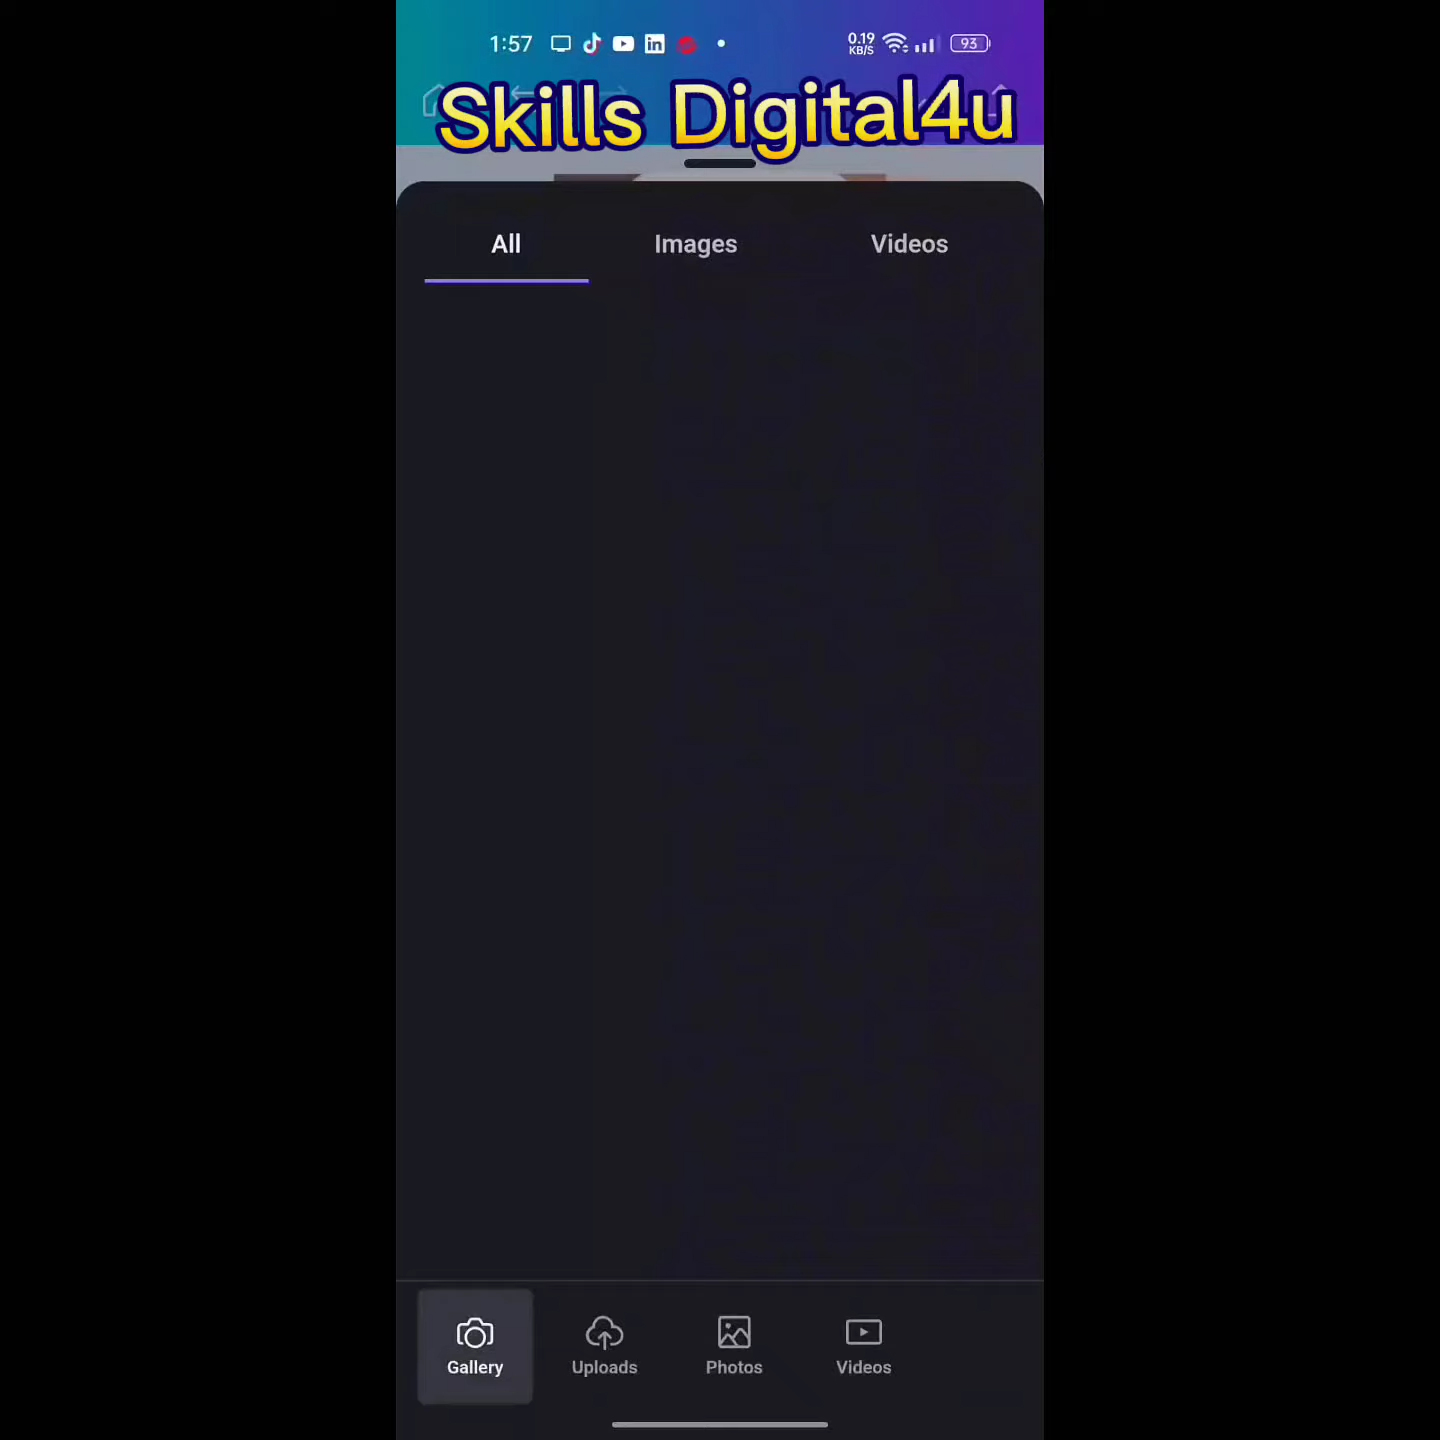 1:57
0.19
KB/S
93
Skills Digital4u
All Images Videos
Gallery Uploads Photos Videos